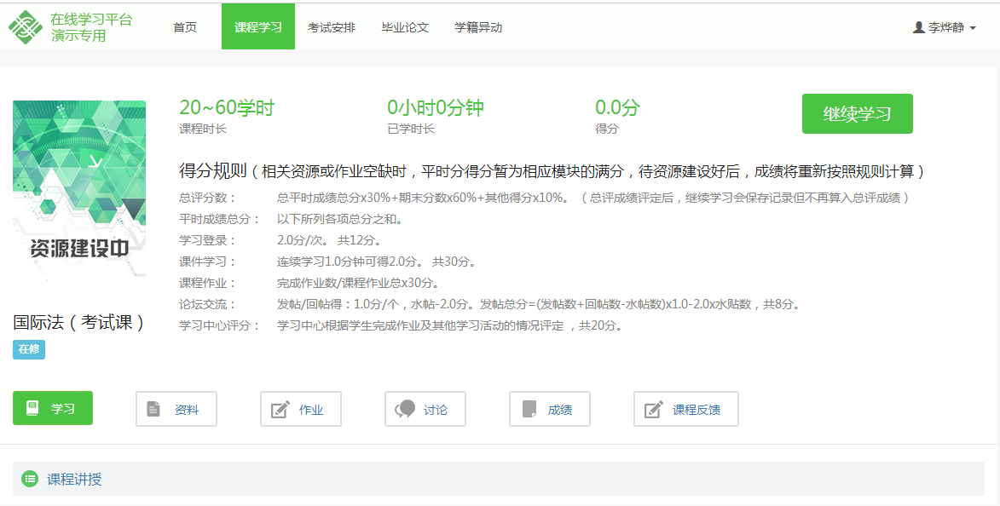 在线学习平台
演示专用
首页
课程学习
考试安排
毕业论文
学籍异动
李烨静
20~60学时
课程时长
0小时0分钟
已学时长
0.0分
得分
继续学习
资源建设中
得分规则（相关资源或作业空缺时，平时分得分暂为相应模块的满分，待资源建设好后，成绩将重新按照规则计算）
总评分数： 总平时成绩总分x30%+期末分数x60%+其他得分x10%。（总评成绩评定后，继续学习会保存记录但不再算入总评成绩）
平时成绩总分： 以下所列各项总分之和。
学习登录： 2.0分/次。 共12分。
课件学习： 连续学习1.0分钟可得2.0分。 共30分。
课程作业： 完成作业数/课程作业总x30分。
论坛交流： 发帖/回帖得：1.0分/个，水帖-2.0分。发帖总分=(发帖数+回帖数-水帖数)x1.0-2.0x水贴数，共8分。
学习中心评分： 学习中心根据学生完成作业及其他学习活动的情况评定 ，共20分。
国际法（考试课）
在修
学习
资料
作业
讨论
成绩
课程反馈
课程讲授